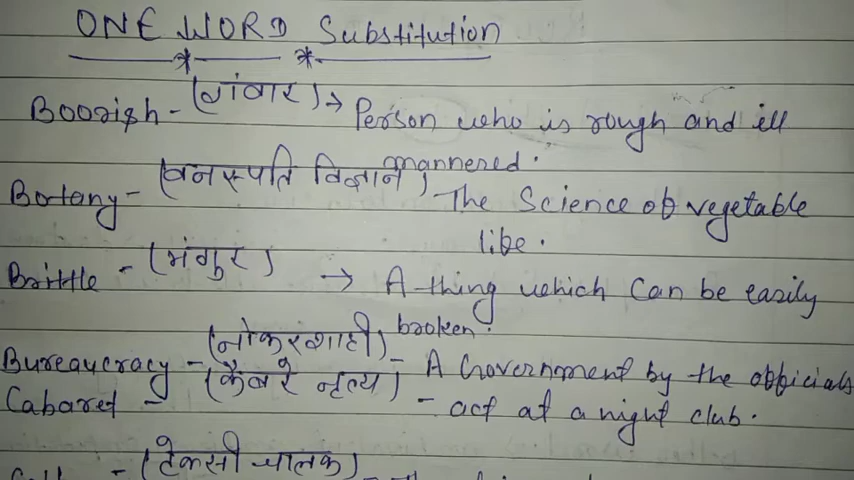 ONE WORD Substitution
Boorish - (गांवार) → Person who is rough and ill
mannered.
Botany - (वनस्पति विज्ञान) - The Science of vegetable
life.
Brittle - (भंगुर) → A thing which can be easily
broken.
Bureaucracy - (नोकरशाही) - A Government by the officials
Cabaret - (कैबरे नृत्य) - act at a night club.
- (टेकसी चालक)